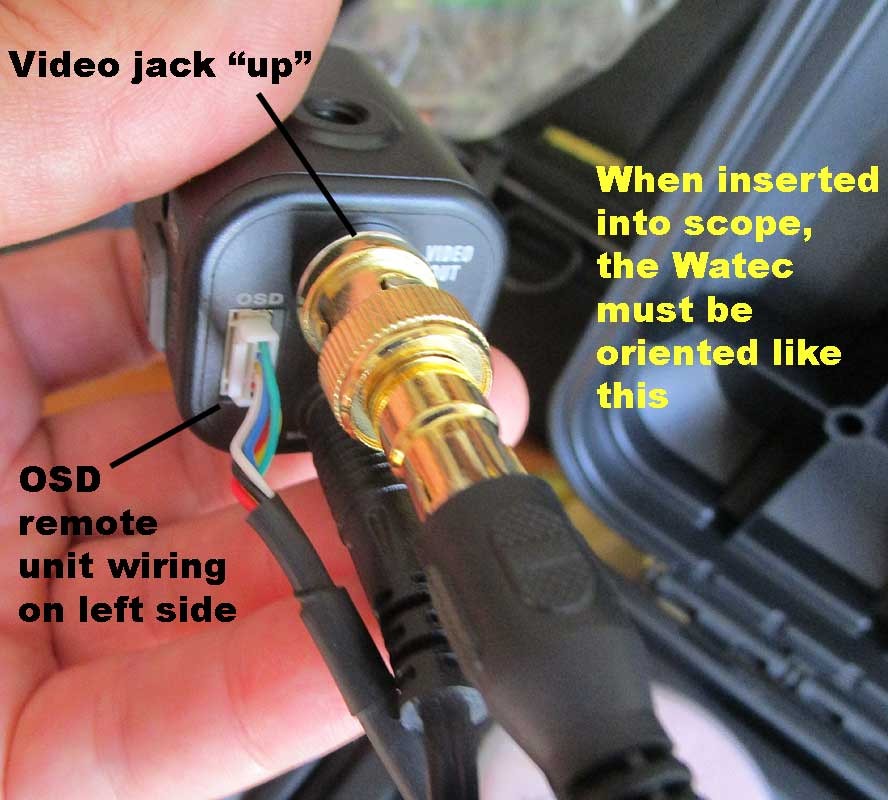 Video jack “up”
When inserted
into scope,
the Watec
must be
oriented like
this
VIDEO
OUT
OSD
OSD
remote
unit wiring
on left side